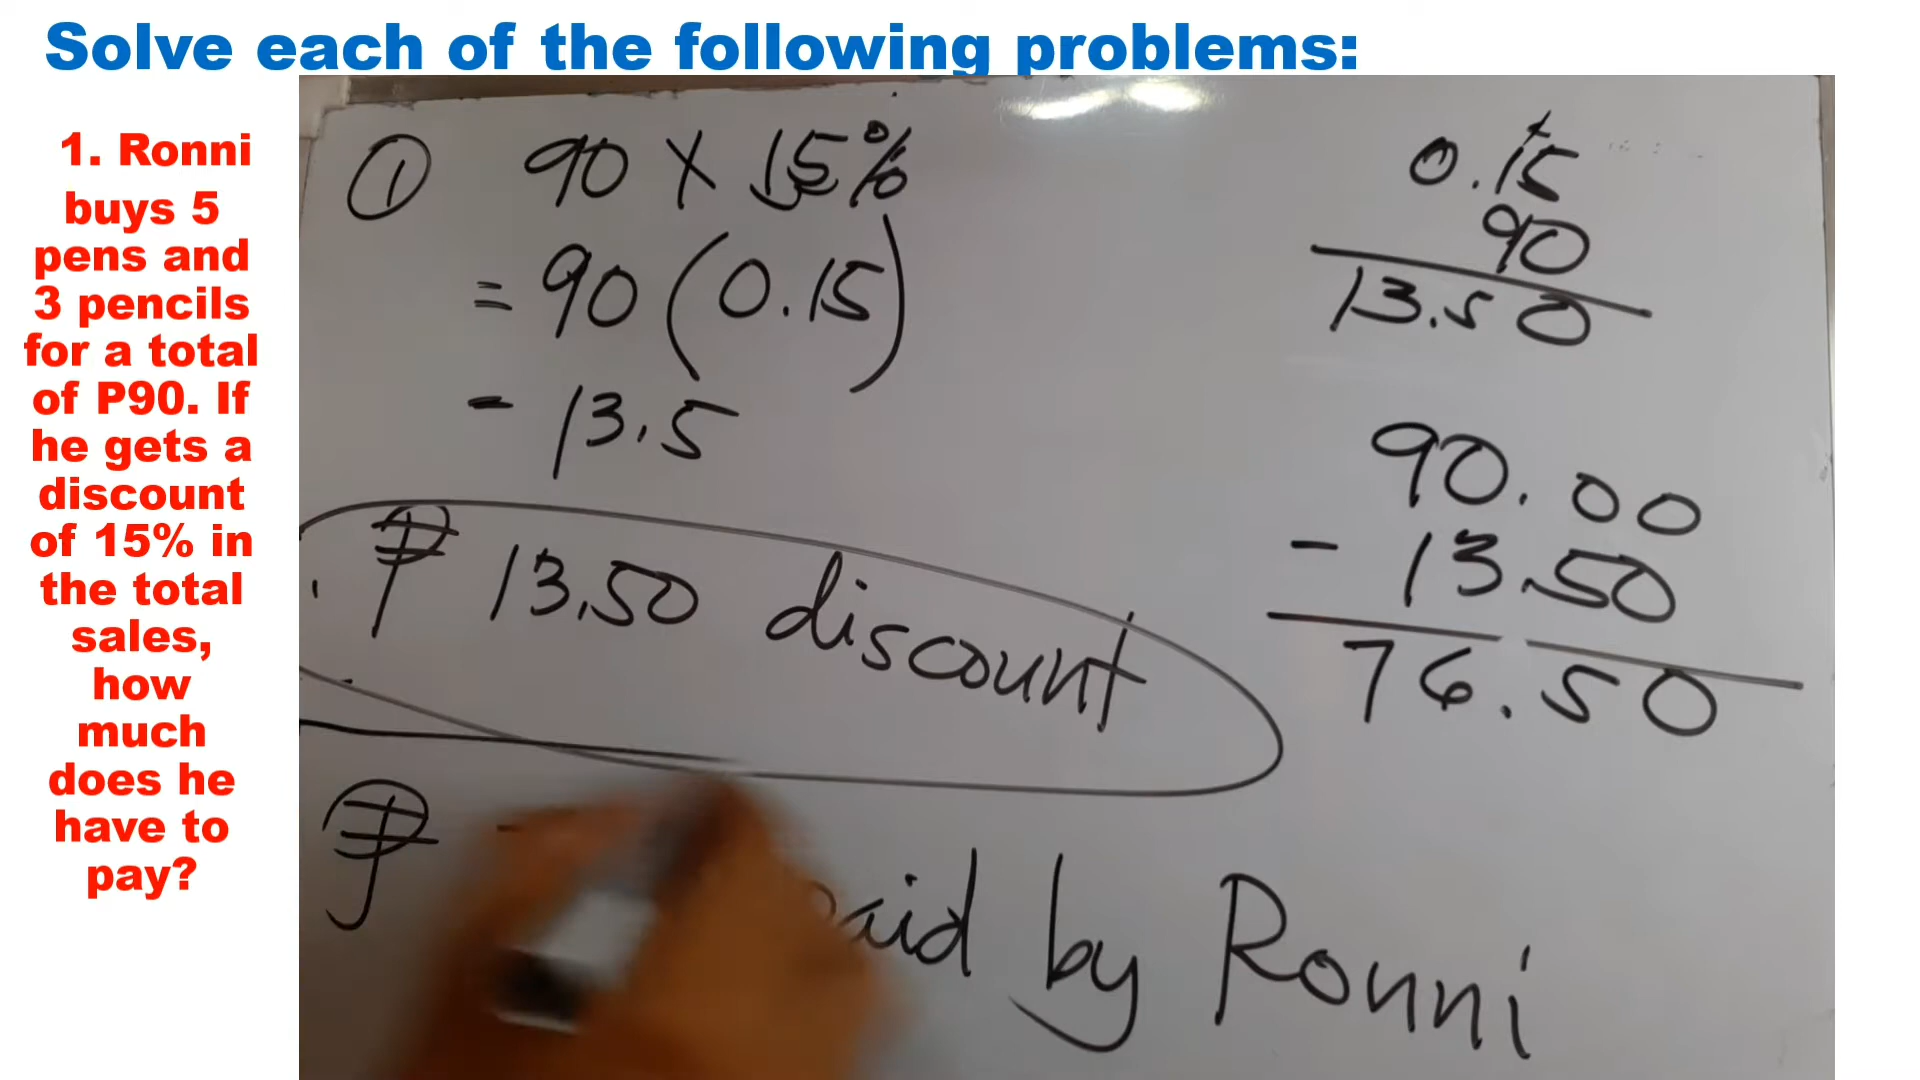 Solve each of the following problems:
1. Ronni
buys 5
pens and
3 pencils
for a total
of P90. If
he gets a
discount
of 15% in
the total
sales,
how
much
does he
have to
pay?
① 90 x 15%
= 90 (0.15)
- 13.5
₱ 13.50 discount
₱
by Ronni
0.15
90
13.50
90.00
- 13.50
76.50